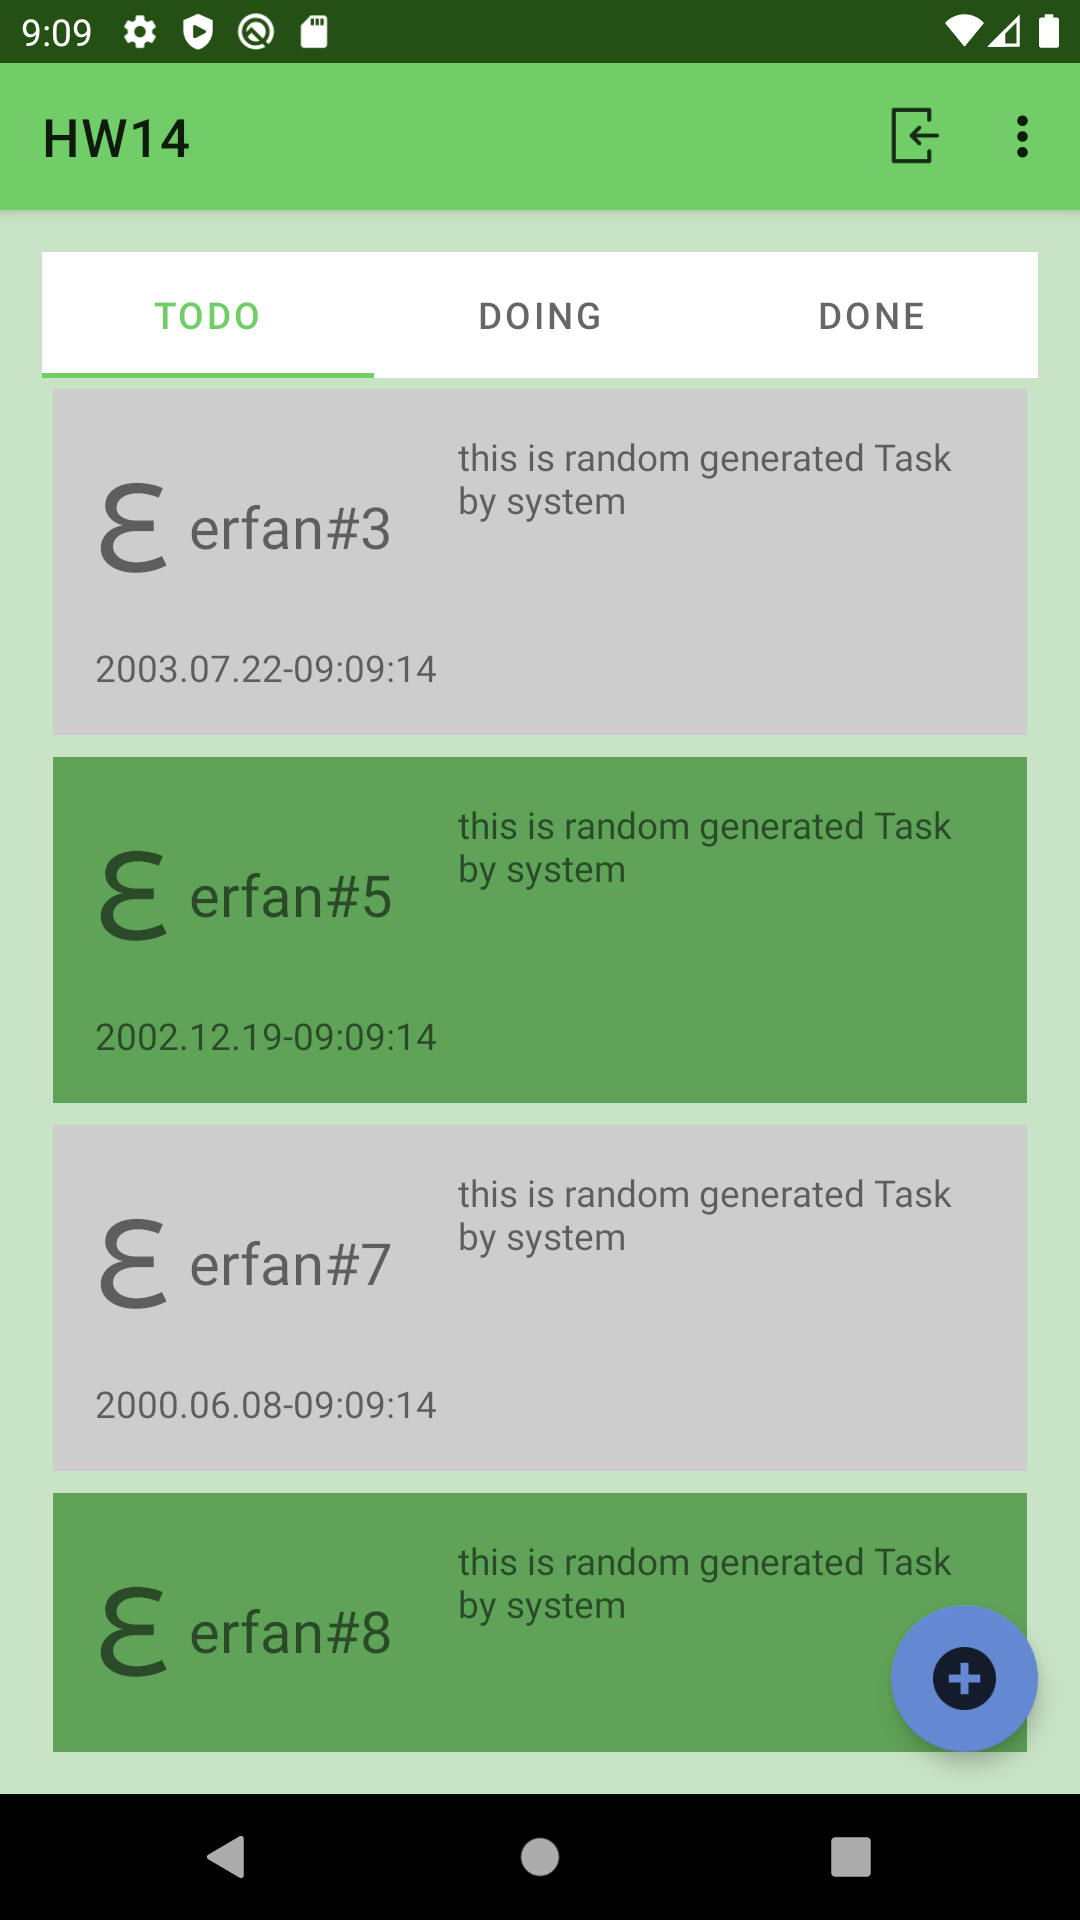 9:09
HW14
TODO
DOING
DONE
this is random generated Task
by system
ع erfan#3
2003.07.22-09:09:14
this is random generated Task
by system
ع erfan#5
2002.12.19-09:09:14
this is random generated Task
by system
ع erfan#7
2000.06.08-09:09:14
this is random generated Task
by system
ع erfan#8